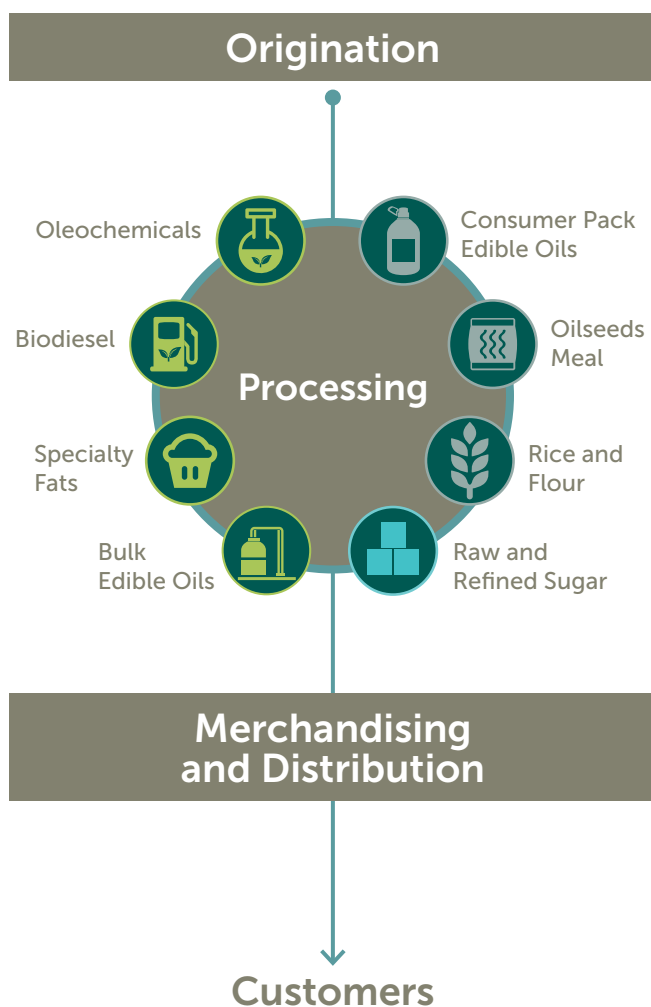 Origination
Oleochemicals
Consumer Pack
Edible Oils
Biodiesel
Oilseeds
Meal
Processing
Specialty
Fats
Rice and
Flour
Bulk
Edible Oils
Raw and
Refined Sugar
Merchandising
and Distribution
Customers